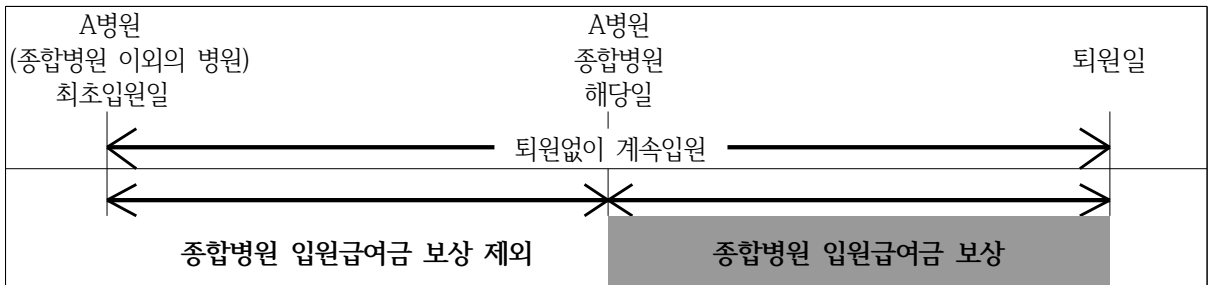 A병원
(종합병원 이외의 병원)
최초입원일
A병원
종합병원
해당일
퇴원일
퇴원없이 계속입원
종합병원 입원급여금 보상 제외
종합병원 입원급여금 보상